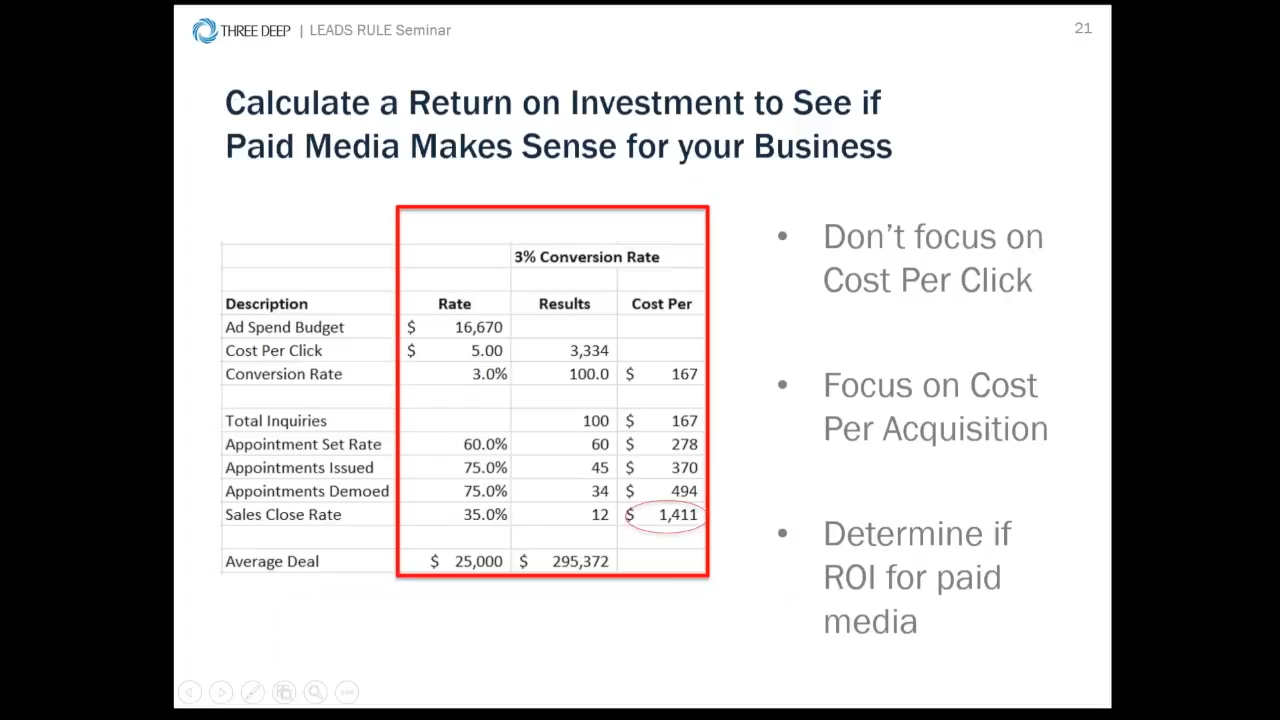 THREE DEEP | LEADS RULE Seminar
21
Calculate a Return on Investment to See if
Paid Media Makes Sense for your Business
3% Conversion Rate
Description Rate Results Cost Per
Ad Spend Budget $ 16,670
Cost Per Click $ 5.00 3,334
Conversion Rate 3.0% 100.0 $ 167
Total Inquiries 100 $ 167
Appointment Set Rate 60.0% 60 $ 278
Appointments Issued 75.0% 45 $ 370
Appointments Demoed 75.0% 34 $ 494
Sales Close Rate 35.0% 12 $ 1,411
Average Deal $ 25,000 $ 295,372
• Don’t focus on
Cost Per Click
• Focus on Cost
Per Acquisition
• Determine if
ROI for paid
media